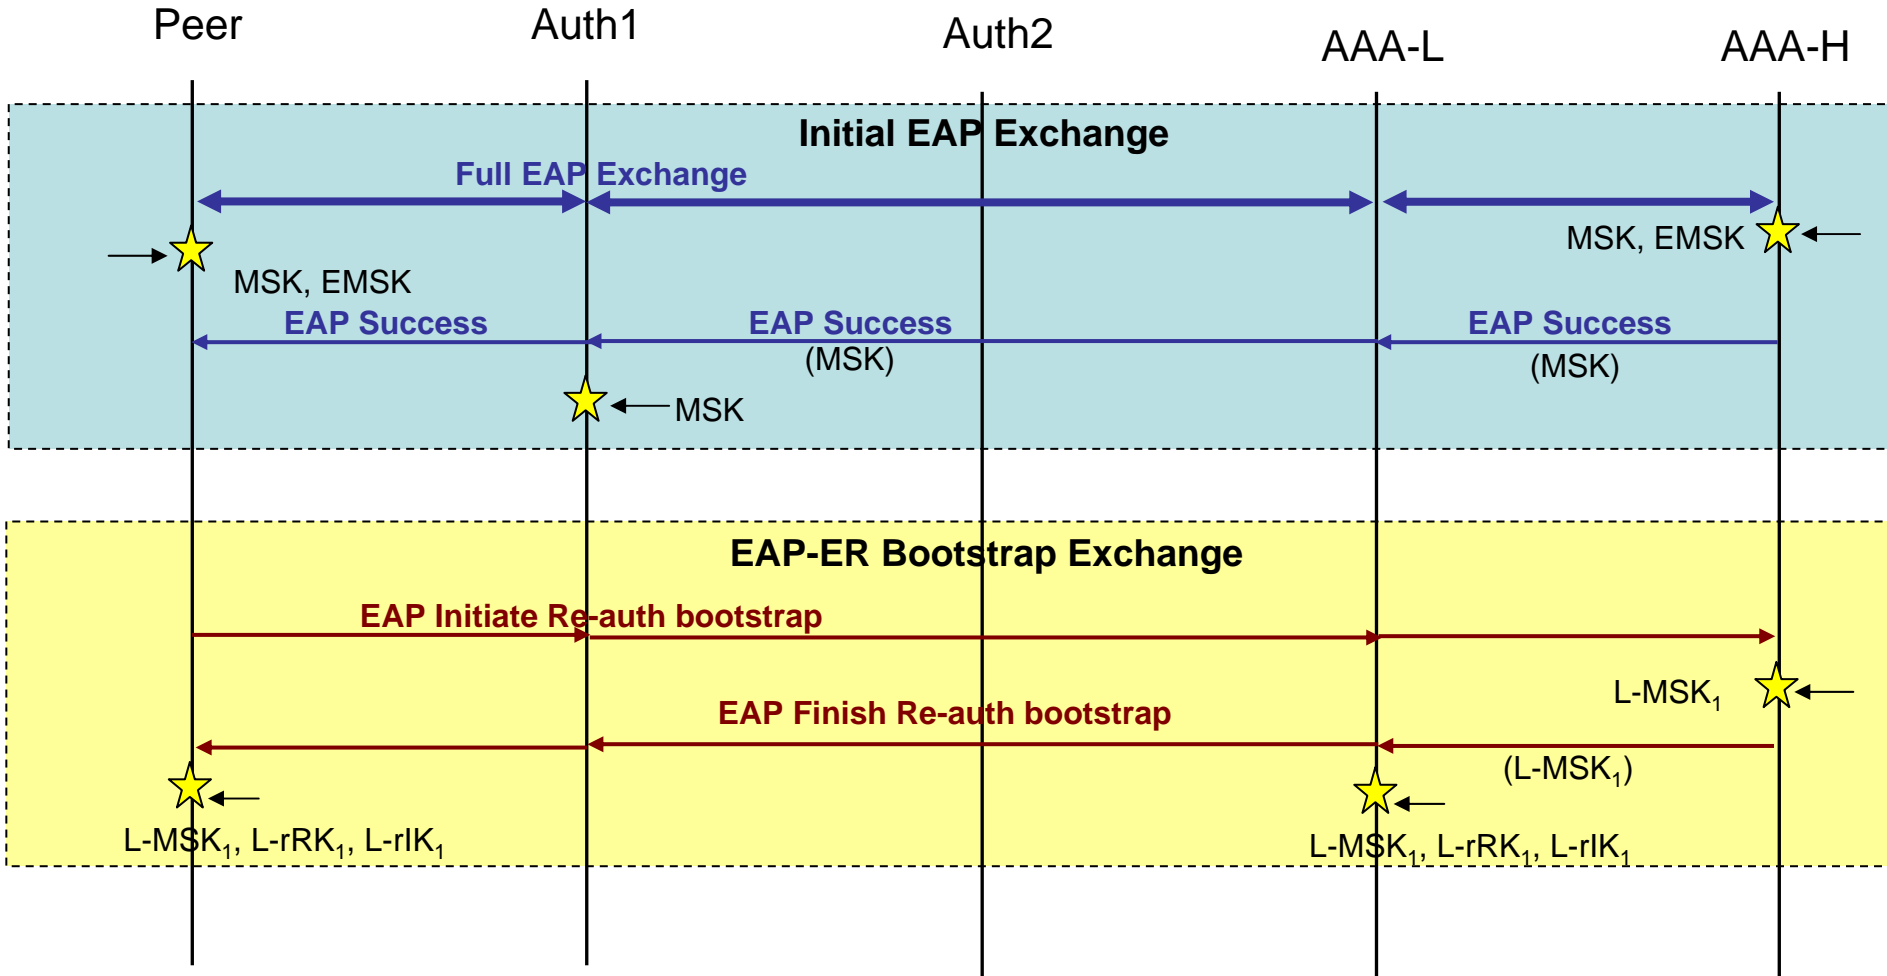 Peer
Auth1
Auth2
AAA-L
AAA-H
Initial EAP Exchange
Full EAP Exchange
MSK, EMSK
MSK, EMSK
EAP Success
EAP Success
EAP Success
(MSK)
(MSK)
MSK
EAP-ER Bootstrap Exchange
EAP Initiate Re-auth bootstrap
L-MSK₁
EAP Finish Re-auth bootstrap
(L-MSK₁)
L-MSK₁, L-rRK₁, L-rIK₁
L-MSK₁, L-rRK₁, L-rIK₁